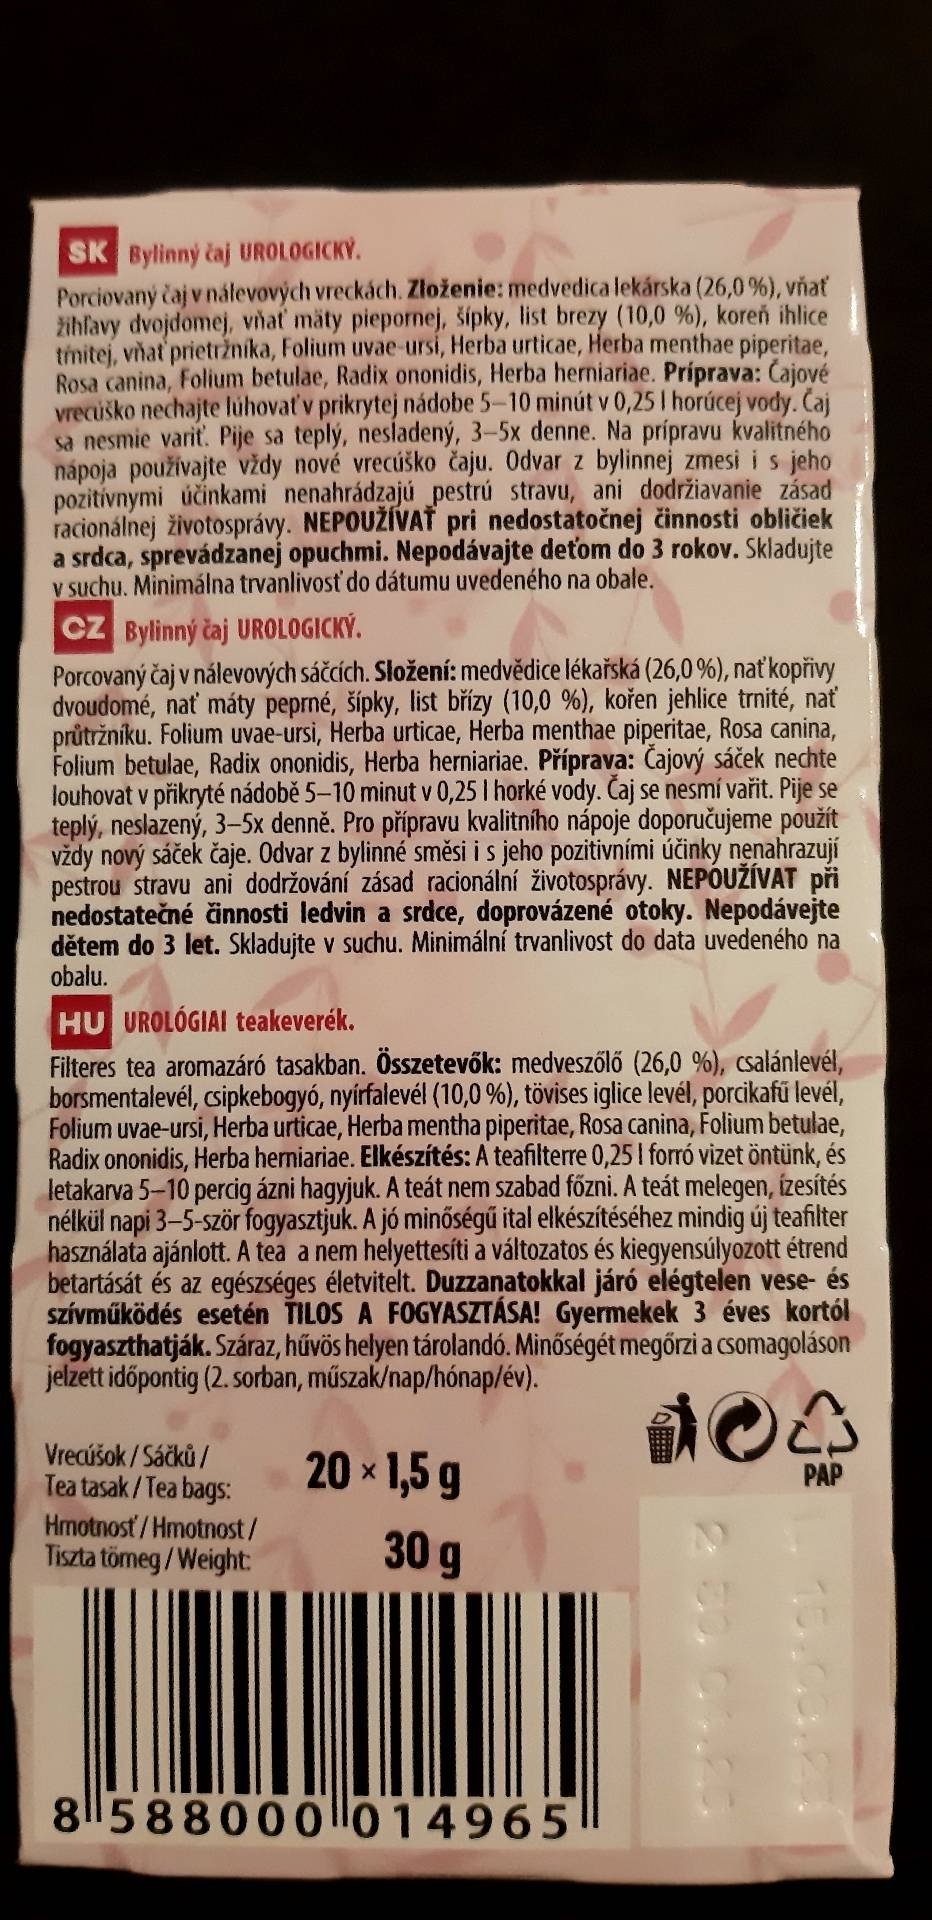 SK Bylinný čaj UROLOGICKÝ.
Porciovaný čaj v nálevových vreckách. Zloženie: medvedica lekárska (26,0 %), vňať
žihľavy dvojdomej, vňať mäty piepornej, šípky, list brezy (10,0 %), koreň ihlice
tŕnitej, vňať prietržníka, Folium uvae-ursi, Herba urticae, Herba menthae piperitae,
Rosa canina, Folium betulae, Radix ononidis, Herba herniariae. Príprava: Čajové
vrecúško nechajte lúhovať v prikrytej nádobe 5–10 minút v 0,25 l horúcej vody. Čaj
sa nesmie variť. Pije sa teplý, nesladený, 3–5x denne. Na prípravu kvalitného
nápoja používajte vždy nové vrecúško čaju. Odvar z bylinnej zmesi i s jeho
pozitívnymi účinkami nenahrádzajú pestrú stravu, ani dodržiavanie zásad
racionálnej životosprávy. NEPOUŽÍVAŤ pri nedostatočnej činnosti obličiek
a srdca, sprevádzanej opuchmi. Nepodávajte deťom do 3 rokov. Skladujte
v suchu. Minimálna trvanlivosť do dátumu uvedeného na obale.
CZ Bylinný čaj UROLOGICKÝ.
Porcovaný čaj v nálevových sáčcích. Složení: medvědice lékařská (26,0 %), nať kopřivy
dvoudomé, nať máty peprné, šípky, list břízy (10,0 %), kořen jehlice trnité, nať
průtržníku. Folium uvae-ursi, Herba urticae, Herba menthae piperitae, Rosa canina,
Folium betulae, Radix ononidis, Herba herniariae. Příprava: Čajový sáček nechte
louhovat v přikryté nádobě 5–10 minut v 0,25 l horké vody. Čaj se nesmí vařit. Pije se
teplý, neslazený, 3–5x denně. Pro přípravu kvalitního nápoje doporučujeme použít
vždy nový sáček čaje. Odvar z bylinné směsi i s jeho pozitivními účinky nenahrazují
pestrou stravu ani dodržování zásad racionální životosprávy. NEPOUŽÍVAT při
nedostatečné činnosti ledvin a srdce, doprovázené otoky. Nepodávejte
dětem do 3 let. Skladujte v suchu. Minimální trvanlivost do data uvedeného na
obalu.
HU UROLÓGIAI teakeverék.
Filteres tea aromazáró tasakban. Összetevők: medveszőlő (26,0 %), csalánlevél,
borsmentalevél, csipkebogyó, nyírfalevél (10,0 %), tövises iglice levél, porcikafű levél,
Folium uvae-ursi, Herba urticae, Herba mentha piperitae, Rosa canina, Folium betulae,
Radix ononidis, Herba herniariae. Elkészítés: A teafilterre 0,25 l forró vizet öntünk, és
letakarva 5–10 percig ázni hagyjuk. A teát nem szabad főzni. A teát melegen, ízesítés
nélkül napi 3–5-ször fogyasztjuk. A jó minőségű ital elkészítéséhez mindig új teafilter
használata ajánlott. A tea a nem helyettesíti a változatos és kiegyensúlyozott étrend
betartását és az egészséges életvitelt. Duzzanatokkal járó elégtelen vese- és
szívműködés esetén TILOS A FOGYASZTÁSA! Gyermekek 3 éves kortól
fogyaszthatják. Száraz, hűvös helyen tárolandó. Minőségét megőrzi a csomagoláson
jelzett időpontig (2. sorban, műszak/nap/hónap/év).
PAP
Vrecúšok / Sáčků /
Tea tasak / Tea bags: 20 × 1,5 g
Hmotnosť / Hmotnost /
Tiszta tömeg / Weight: 30 g
8 588000 014965